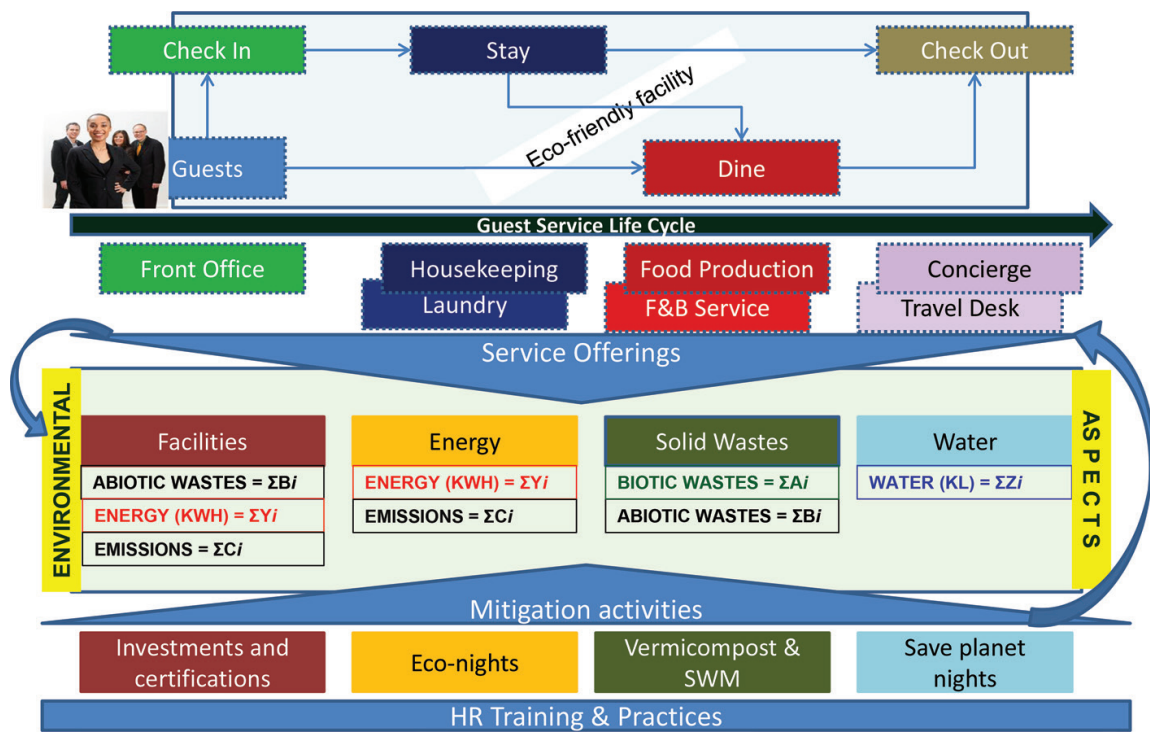 Check In
Stay
Check Out
Eco-friendly facility
Guests
Dine
Guest Service Life Cycle
Front Office
Housekeeping
Food Production
Concierge
Laundry
F&B Service
Travel Desk
Service Offerings
ENVIRONMENTAL
ASPECTS
Facilities
ABIOTIC WASTES = ΣBi
ENERGY (KWH) = ΣYi
EMISSIONS = ΣCi
Energy
ENERGY (KWH) = ΣYi
EMISSIONS = ΣCi
Solid Wastes
BIOTIC WASTES = ΣAi
ABIOTIC WASTES = ΣBi
Water
WATER (KL) = ΣZi
Mitigation activities
Investments and
certifications
Eco-nights
Vermicompost &
SWM
Save planet
nights
HR Training & Practices